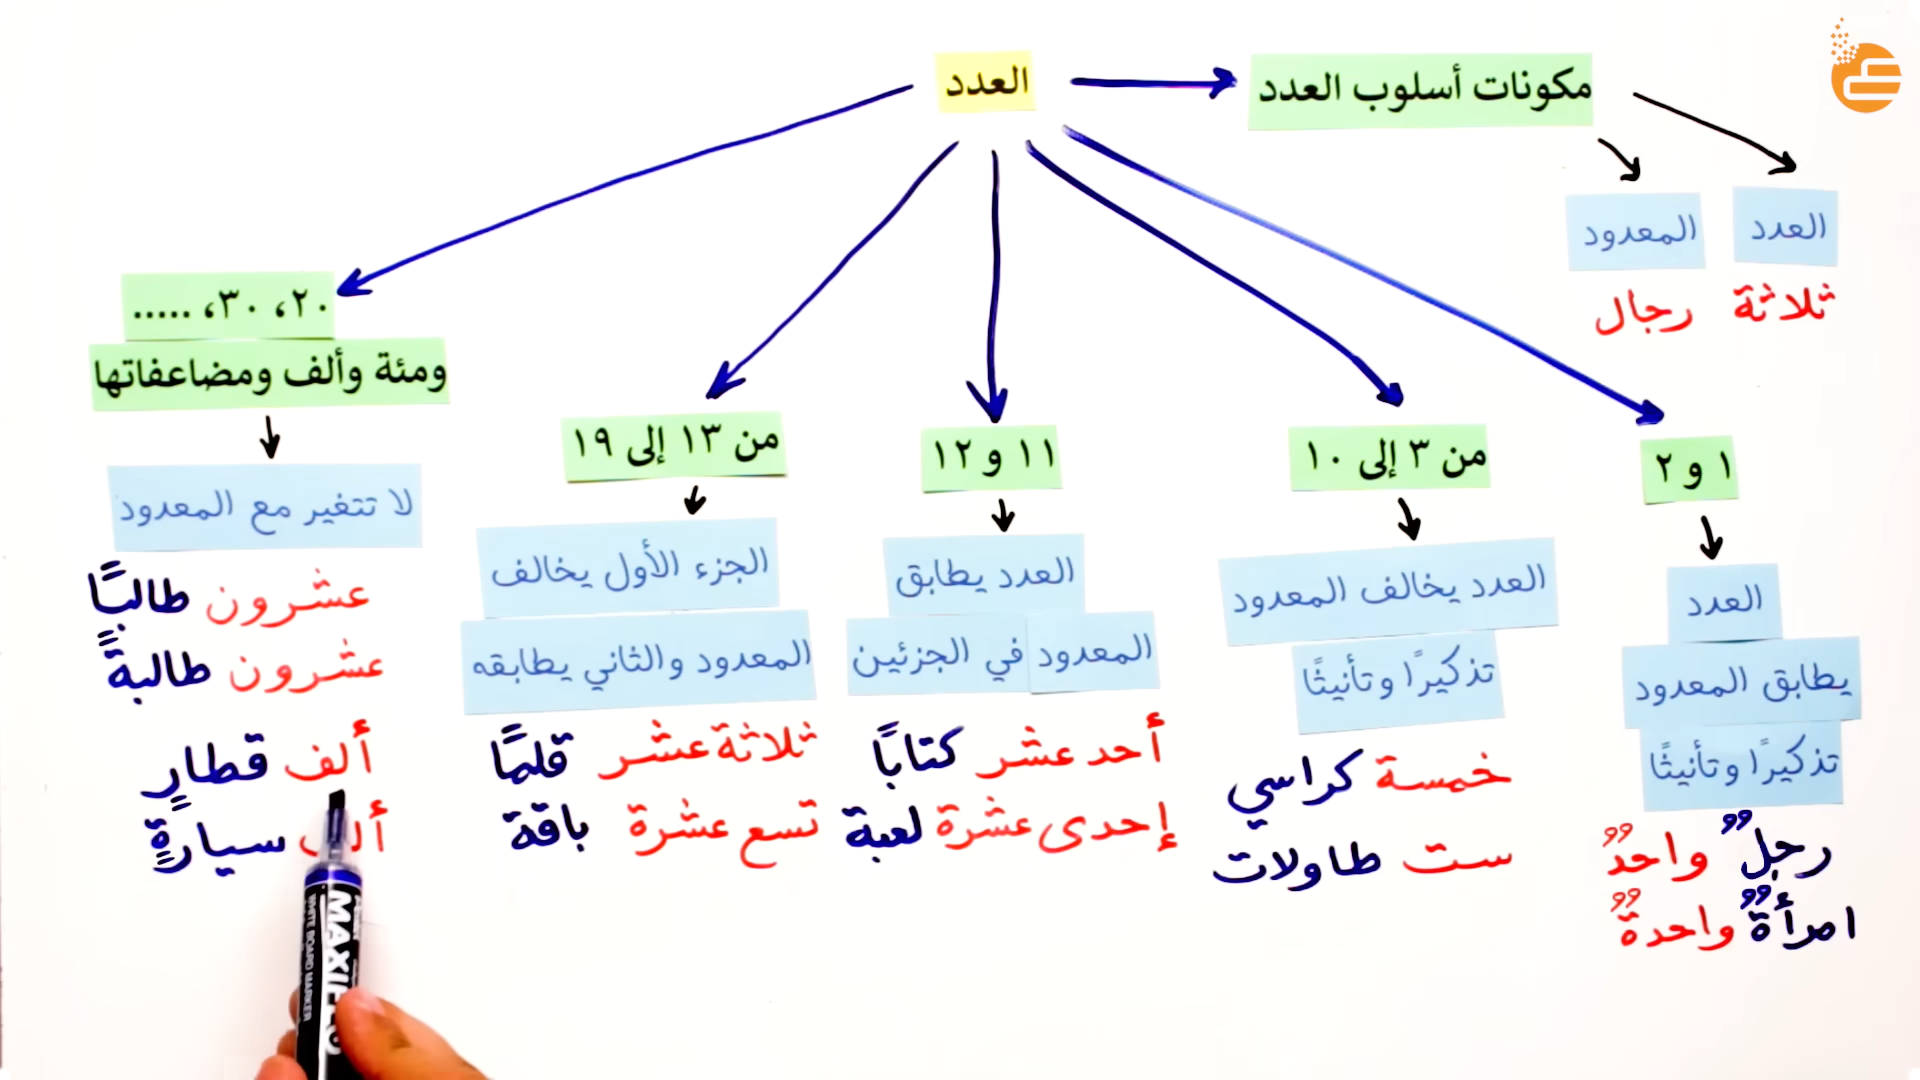 العدد
مكونات أسلوب العدد
العدد
ثلاثة
المعدود
رجال
١ و ٢
العدد
يطابق المعدود
تذكيرًا وتأنيثًا
رجلٌ واحدٌ
امرأةٌ واحدةٌ
من ٣ إلى ١٠
العدد يخالف المعدود
تذكيرًا وتأنيثًا
خمسة كراسي
ست طاولات
١١ و ١٢
العدد يطابق
المعدود في الجزئين
أحد عشر كتابًا
إحدى عشرة لعبة
من ١٣ إلى ١٩
الجزء الأول يخالف
المعدود والثاني يطابقه
ثلاثة عشر قلمًا
تسع عشرة باقة
٢٠، ٣٠، .....
ومئة وألف ومضاعفاتها
لا تتغير مع المعدود
عشرون طالبًا
عشرون طالبةً
ألف قطارٍ
ألف سيارةٍ
MAXIFLO
WHITE BOARD MARKER